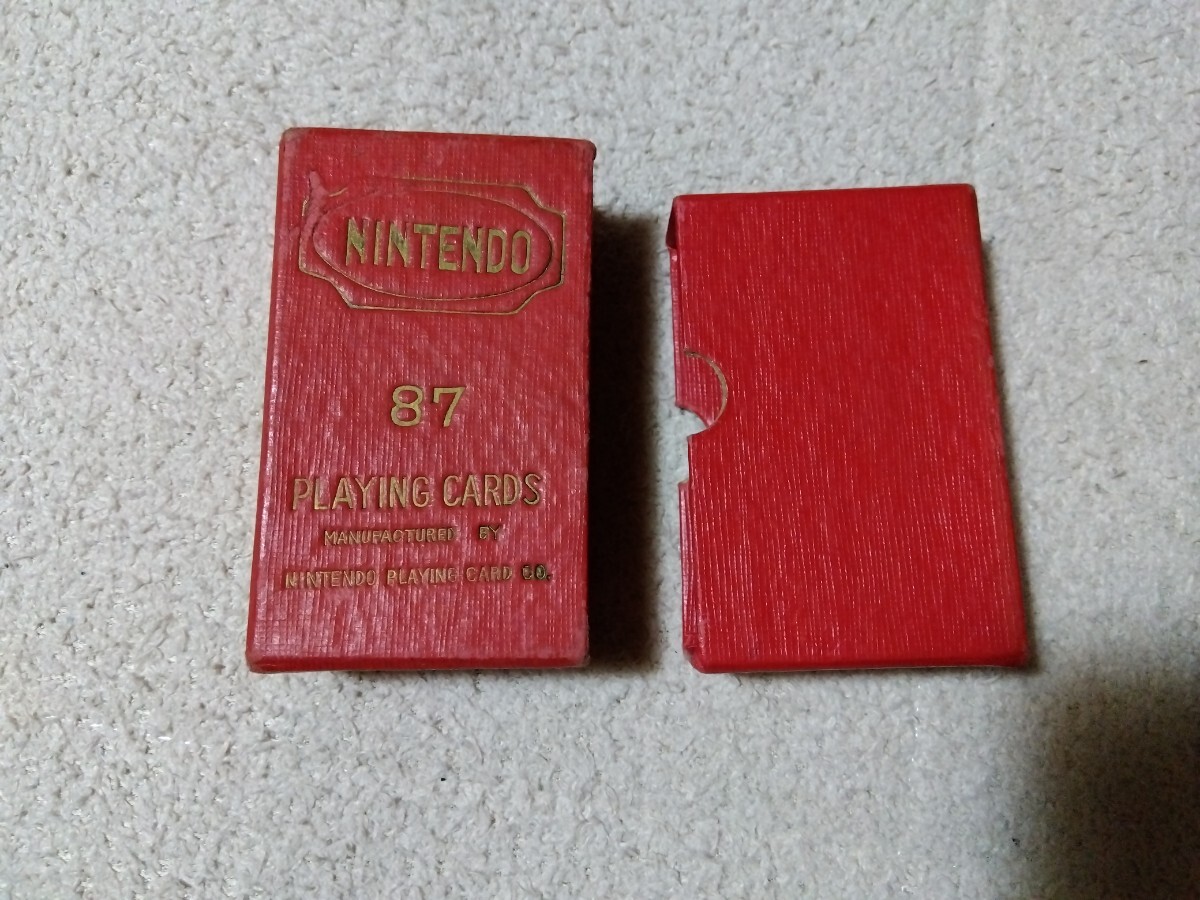 NINTENDO
87
PLAYING CARDS
MANUFACTURED BY
NINTENDO PLAYING CARD CO.